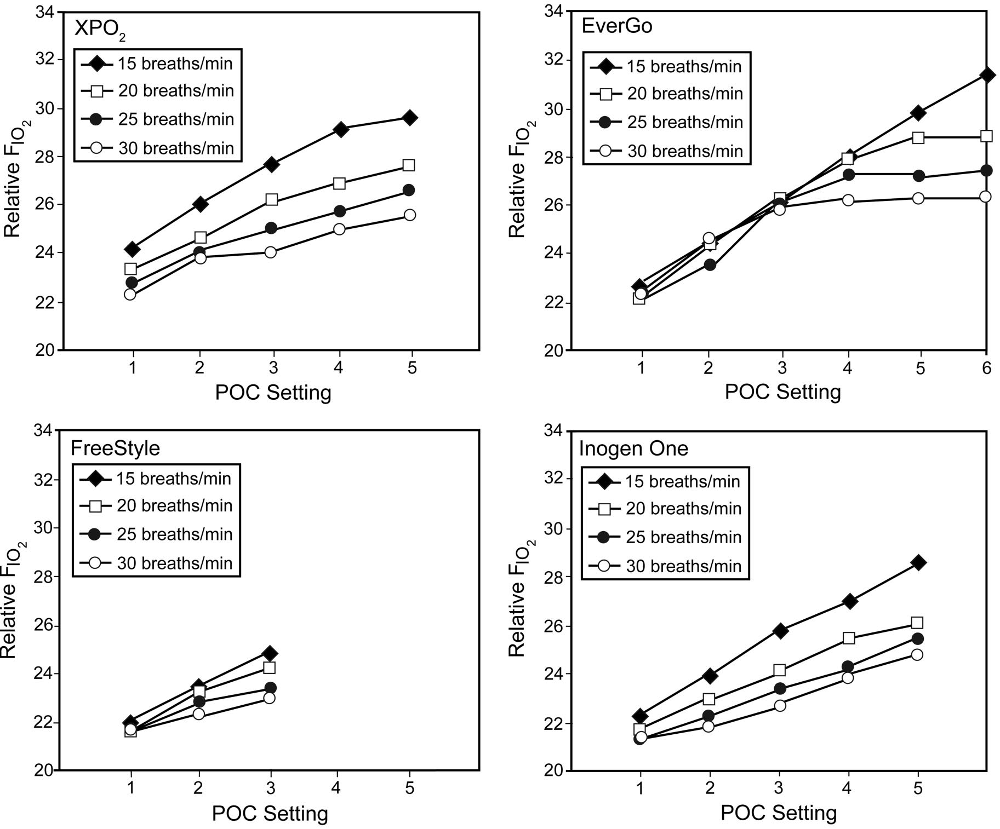 XPO2
15 breaths/min
20 breaths/min
25 breaths/min
30 breaths/min
34
32
30
28
26
24
22
20
Relative FIO2
1 2 3 4 5
POC Setting
EverGo
15 breaths/min
20 breaths/min
25 breaths/min
30 breaths/min
34
32
30
28
26
24
22
20
Relative FIO2
1 2 3 4 5 6
POC Setting
FreeStyle
15 breaths/min
20 breaths/min
25 breaths/min
30 breaths/min
34
32
30
28
26
24
22
20
Relative FIO2
1 2 3 4 5
POC Setting
Inogen One
15 breaths/min
20 breaths/min
25 breaths/min
30 breaths/min
34
32
30
28
26
24
22
20
Relative FIO2
1 2 3 4 5
POC Setting